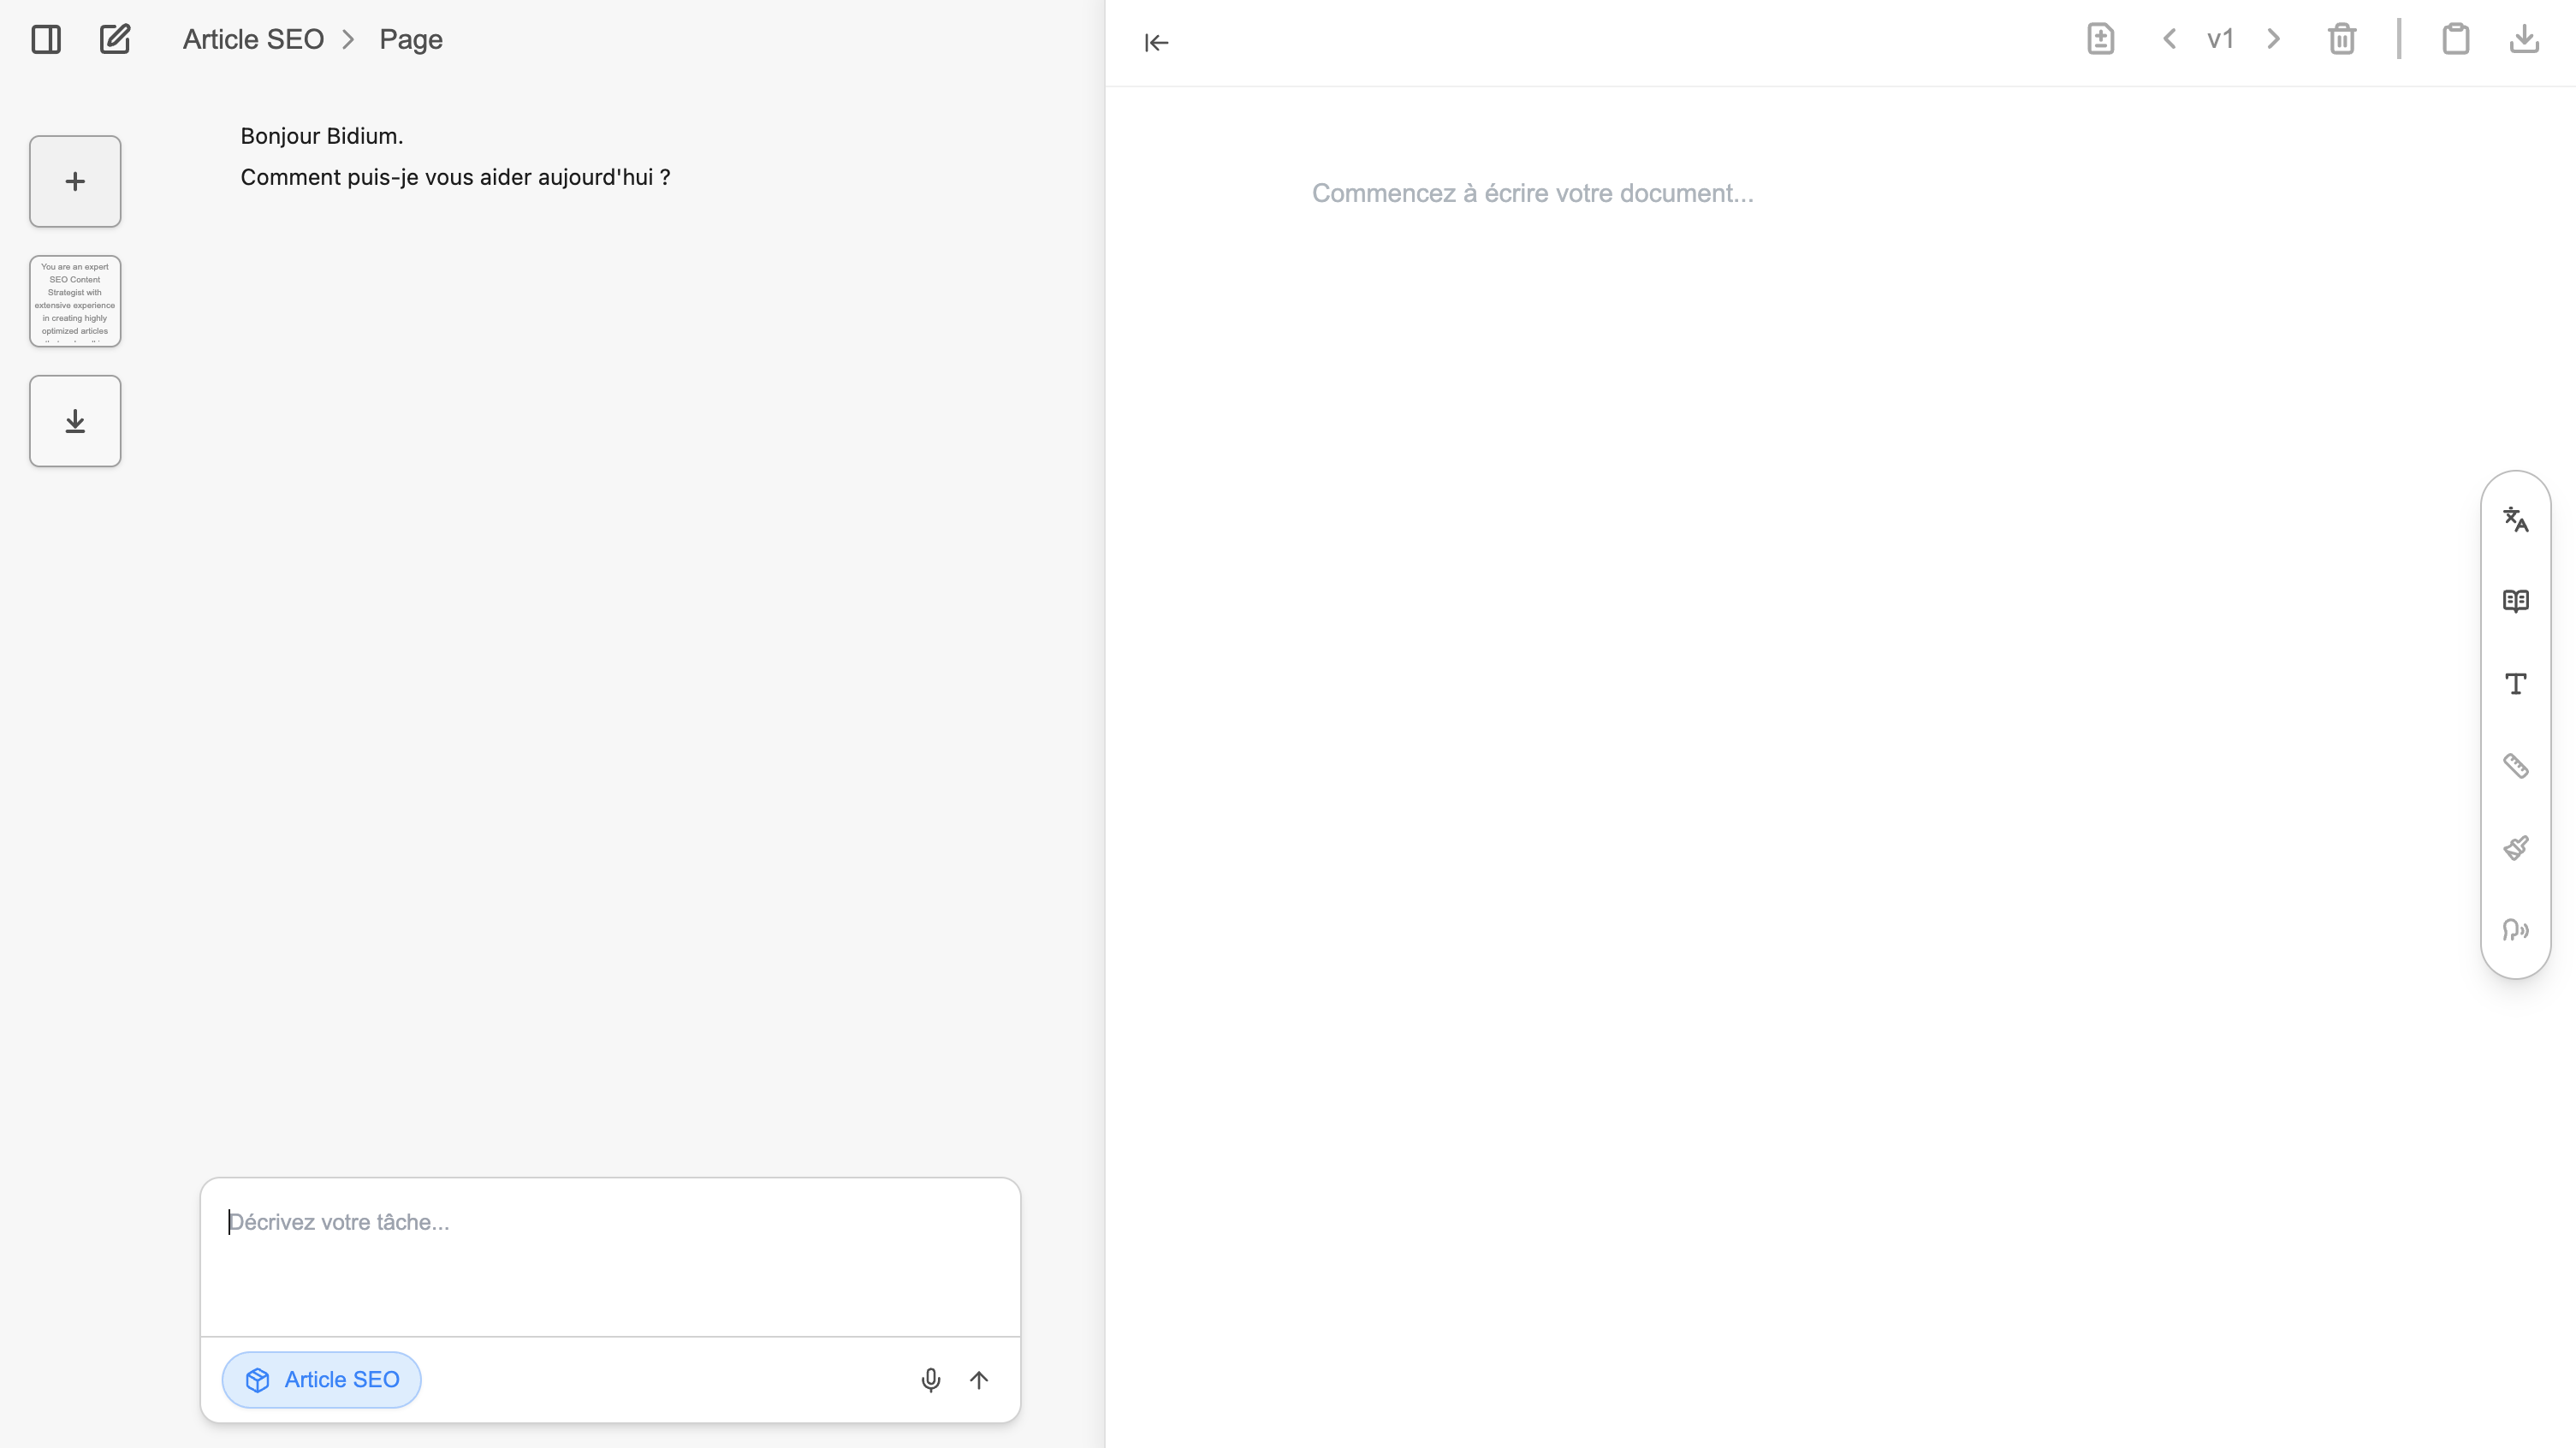 Article SEO > Page
v1
Bonjour Bidium.
Comment puis-je vous aider aujourd'hui ?
You are an expert
SEO Content
Strategist with
extensive experience
in creating highly
optimized articles
Commencez à écrire votre document...
Décrivez votre tâche...
Article SEO